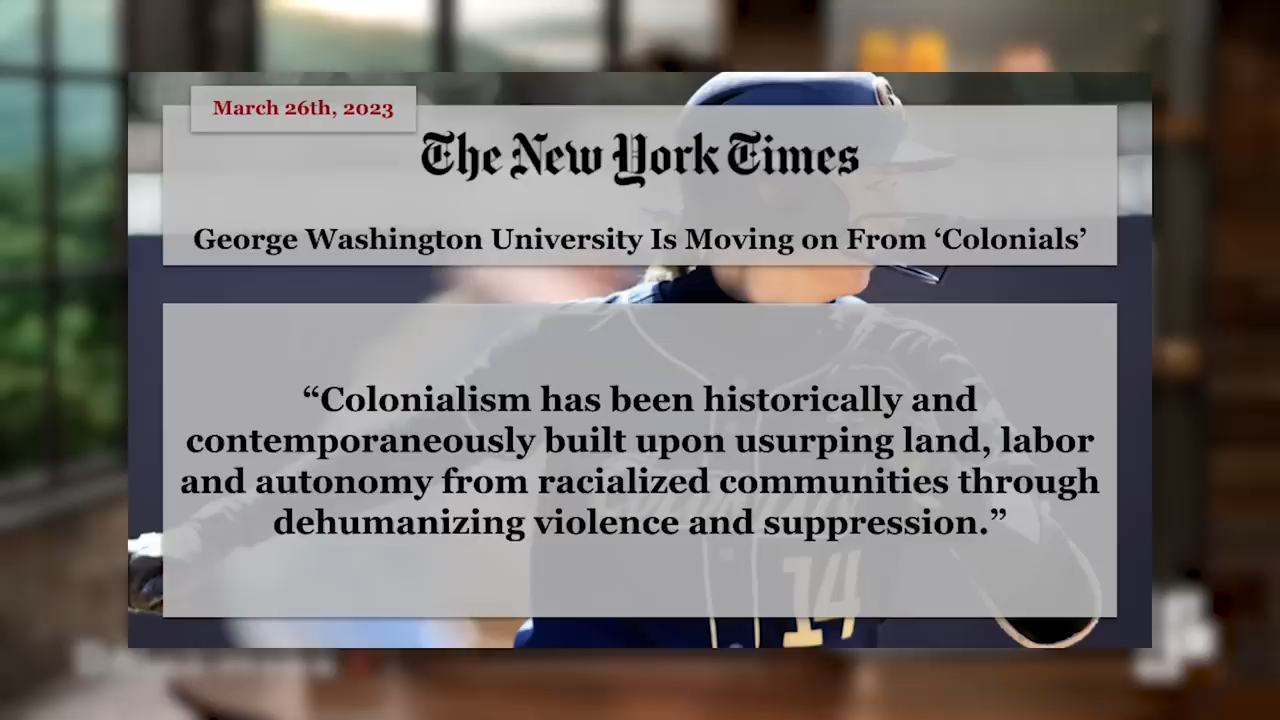 March 26th, 2023
The New York Times
George Washington University Is Moving on From ‘Colonials’
“Colonialism has been historically and
contemporaneously built upon usurping land, labor
and autonomy from racialized communities through
dehumanizing violence and suppression.”
14